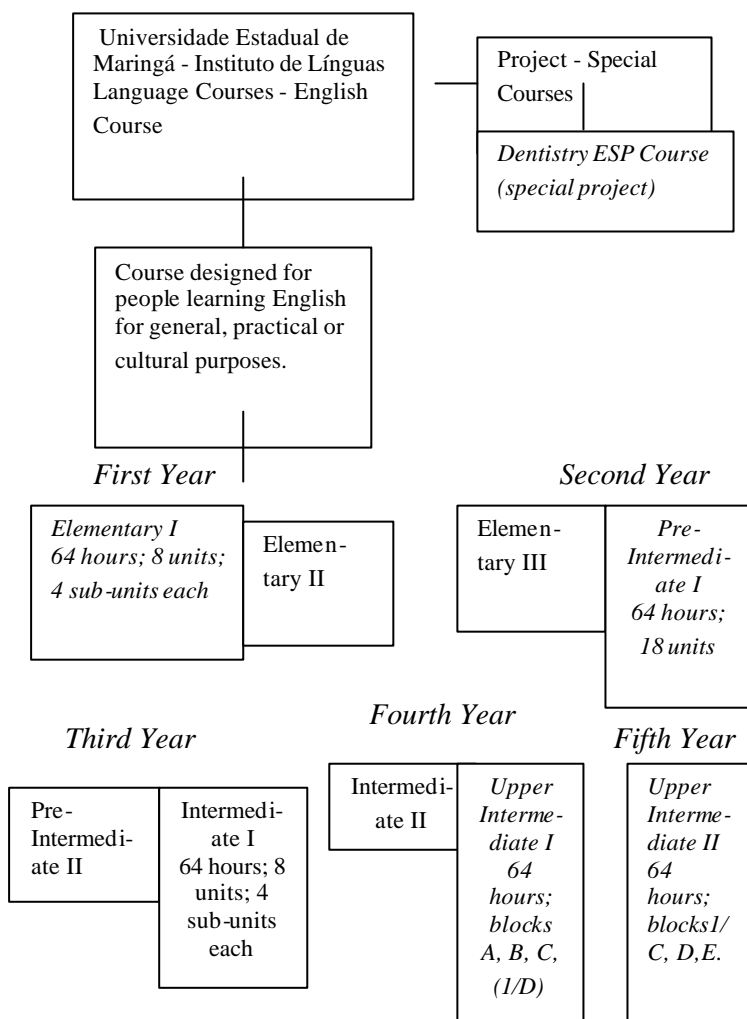 Universidade Estadual de
Maringá - Instituto de Línguas
Language Courses - English
Course
Project - Special
Courses
Dentistry ESP Course
(special project)
Course designed for
people learning English
for general, practical or
cultural purposes.
First Year
Elementary I
64 hours; 8 units;
4 sub-units each
Elemen-
tary II
Second Year
Elemen-
tary III
Pre-
Intermedi-
ate I
64 hours;
18 units
Third Year
Pre-
Intermedi-
ate II
Intermedi-
ate I
64 hours; 8
units; 4
sub-units
each
Fourth Year
Intermedi-
ate II
Upper
Interme-
diate I
64
hours;
blocks
A, B, C,
(1/D)
Fifth Year
Upper
Interme-
diate II
64
hours;
blocks1/
C, D,E.